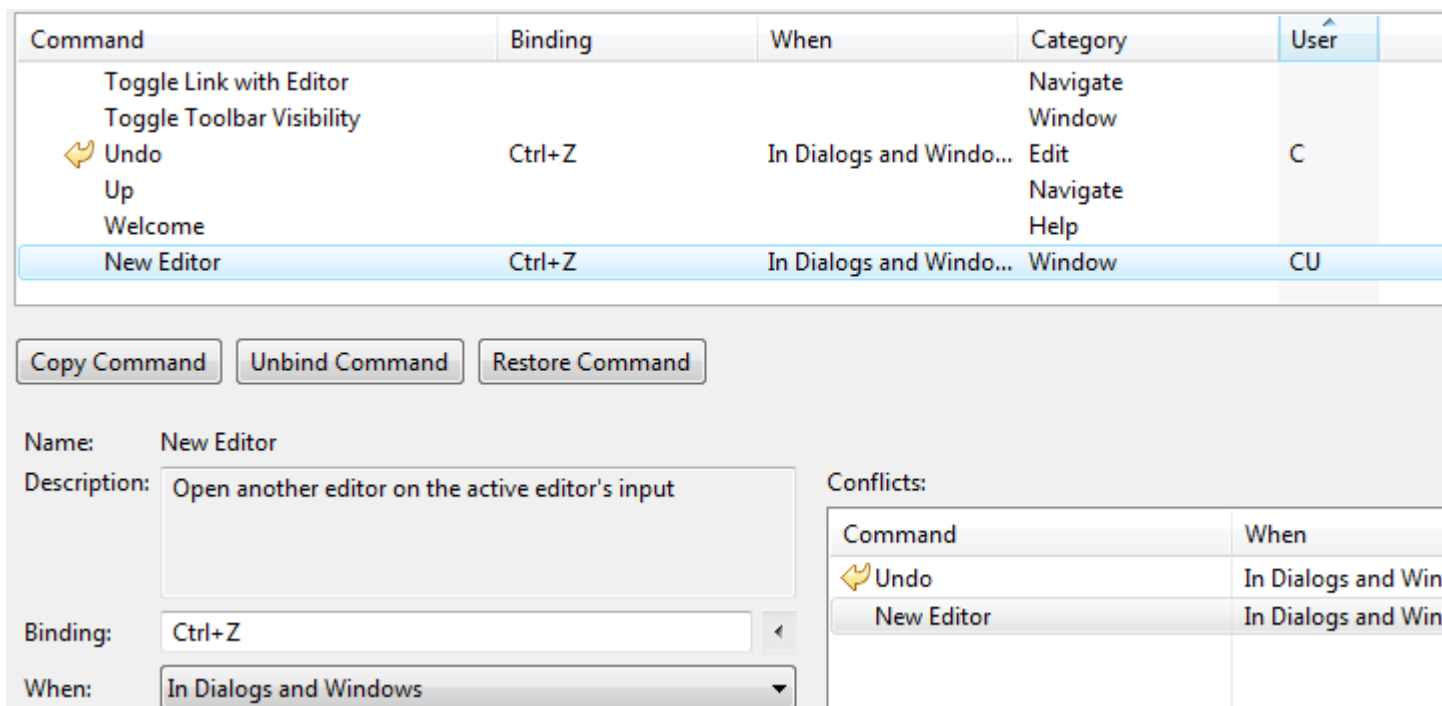 Command Binding When Category User
Toggle Link with Editor Navigate
Toggle Toolbar Visibility Window
Undo Ctrl+Z In Dialogs and Windo... Edit C
Up Navigate
Welcome Help
New Editor Ctrl+Z In Dialogs and Windo... Window CU
Copy Command Unbind Command Restore Command
Name: New Editor
Description: Open another editor on the active editor's input
Conflicts:
Command When
Undo In Dialogs and Win
New Editor In Dialogs and Win
Binding: Ctrl+Z
When: In Dialogs and Windows